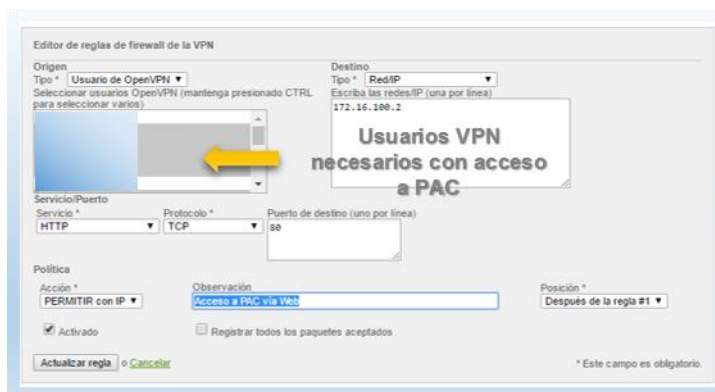 Editor de reglas de firewall de la VPN
Origen
Tipo * Usuario de OpenVPN
Seleccionar usuarios OpenVPN (mantenga presionado CTRL
para seleccionar varios)
Destino
Tipo * Red/IP
Escriba las redes/IP (una por línea)
172.16.100.2
Usuarios VPN
necesarios con acceso
a PAC
Servicio/Puerto
Servicio * Protocolo * Puerto de destino (uno por línea)
HTTP TCP 80
Política
Acción * Observación Posición *
PERMITIR con IP Acceso a PAC vía Web Después de la regla #1
Activado Registrar todos los paquetes aceptados
Actualizar regla o Cancelar * Este campo es obligatorio.